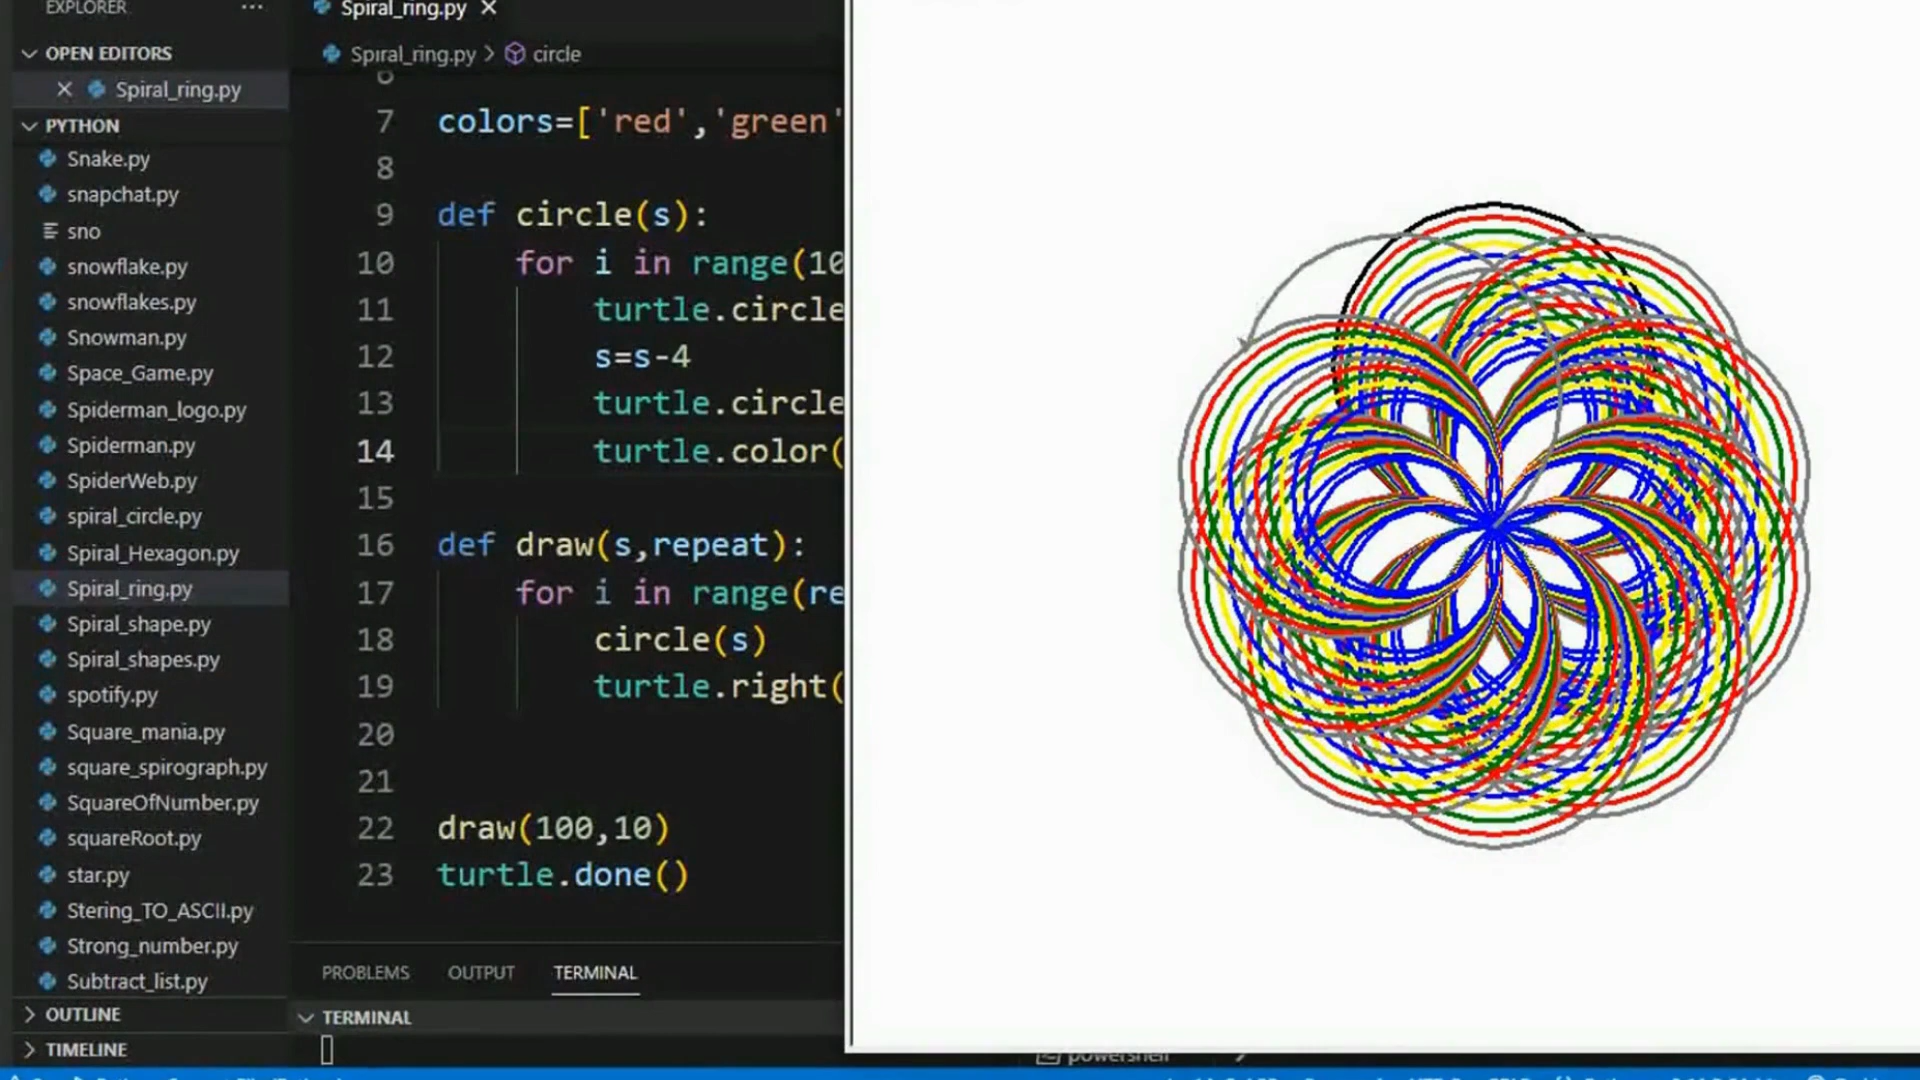 EXPLORER
OPEN EDITORS
Spiral_ring.py
PYTHON
Snake.py
snapchat.py
sno
snowflake.py
snowflakes.py
Snowman.py
Space_Game.py
Spiderman_logo.py
Spiderman.py
SpiderWeb.py
spiral_circle.py
Spiral_Hexagon.py
Spiral_ring.py
Spiral_shape.py
Spiral_shapes.py
spotify.py
Square_mania.py
square_spirograph.py
SquareOfNumber.py
squareRoot.py
star.py
Stering_TO_ASCII.py
Strong_number.py
Subtract_list.py
OUTLINE
TIMELINE
Spiral_ring.py
Spiral_ring.py > circle
6
7 colors=['red','green'
8
9 def circle(s):
10 for i in range(10
11 turtle.circle
12 s=s-4
13 turtle.circle
14 turtle.color(
15
16 def draw(s,repeat):
17 for i in range(re
18 circle(s)
19 turtle.right(
20
21
22 draw(100,10)
23 turtle.done()
PROBLEMS OUTPUT TERMINAL
TERMINAL
powershell